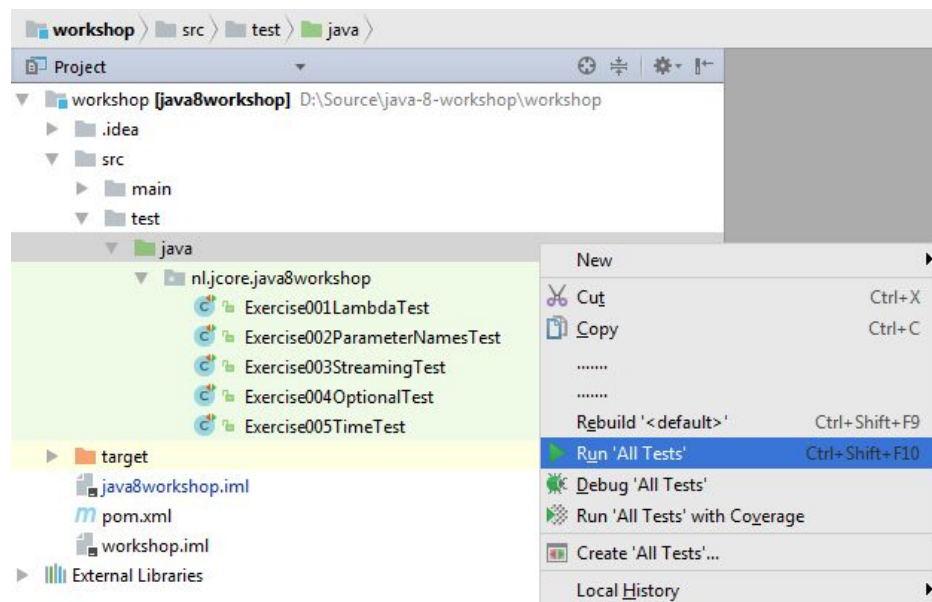 workshop src test java
Project
workshop [java8workshop] D:\Source\java-8-workshop\workshop
.idea
src
main
test
java
nl.jcore.java8workshop
Exercise001LambdaTest
Exercise002ParameterNamesTest
Exercise003StreamingTest
Exercise004OptionalTest
Exercise005TimeTest
target
java8workshop.iml
pom.xml
workshop.iml
External Libraries
New
Cut Ctrl+X
Copy Ctrl+C
.......
.......
Rebuild '<default>' Ctrl+Shift+F9
Run 'All Tests' Ctrl+Shift+F10
Debug 'All Tests'
Run 'All Tests' with Coverage
Create 'All Tests'...
Local History